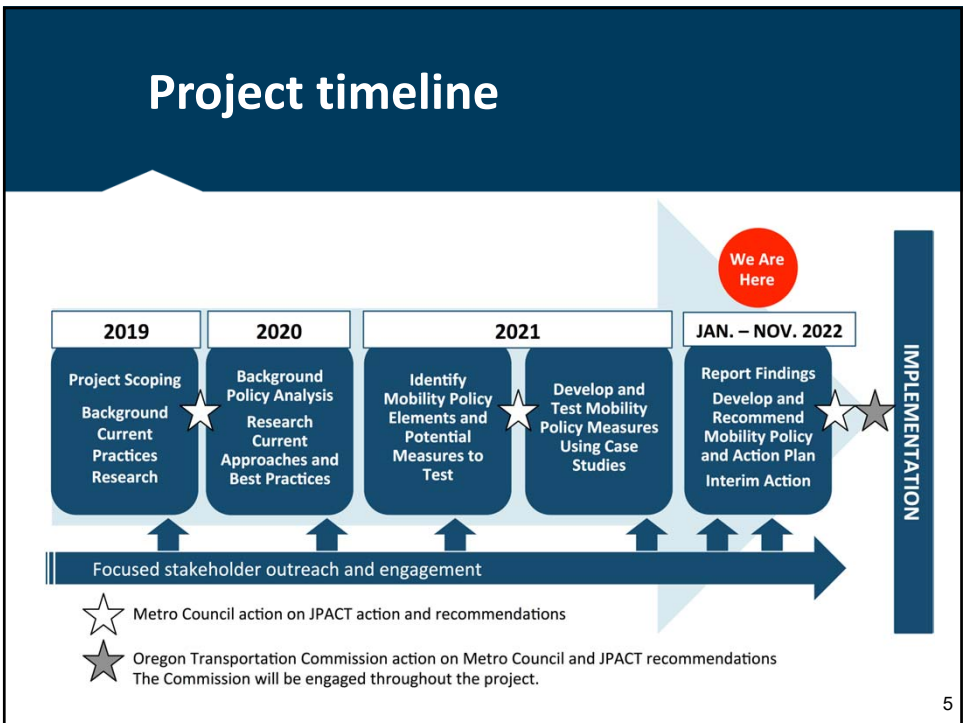 Project timeline
We Are
Here
2019
2020
2021
JAN. – NOV. 2022
Project Scoping
Background
Current
Practices
Research
Background
Policy Analysis
Research
Current
Approaches and
Best Practices
Identify
Mobility Policy
Elements and
Potential
Measures to
Test
Develop and
Test Mobility
Policy Measures
Using Case
Studies
Report Findings
Develop and
Recommend
Mobility Policy
and Action Plan
Interim Action
IMPLEMENTATION
Focused stakeholder outreach and engagement
Metro Council action on JPACT action and recommendations
Oregon Transportation Commission action on Metro Council and JPACT recommendations
The Commission will be engaged throughout the project.
5